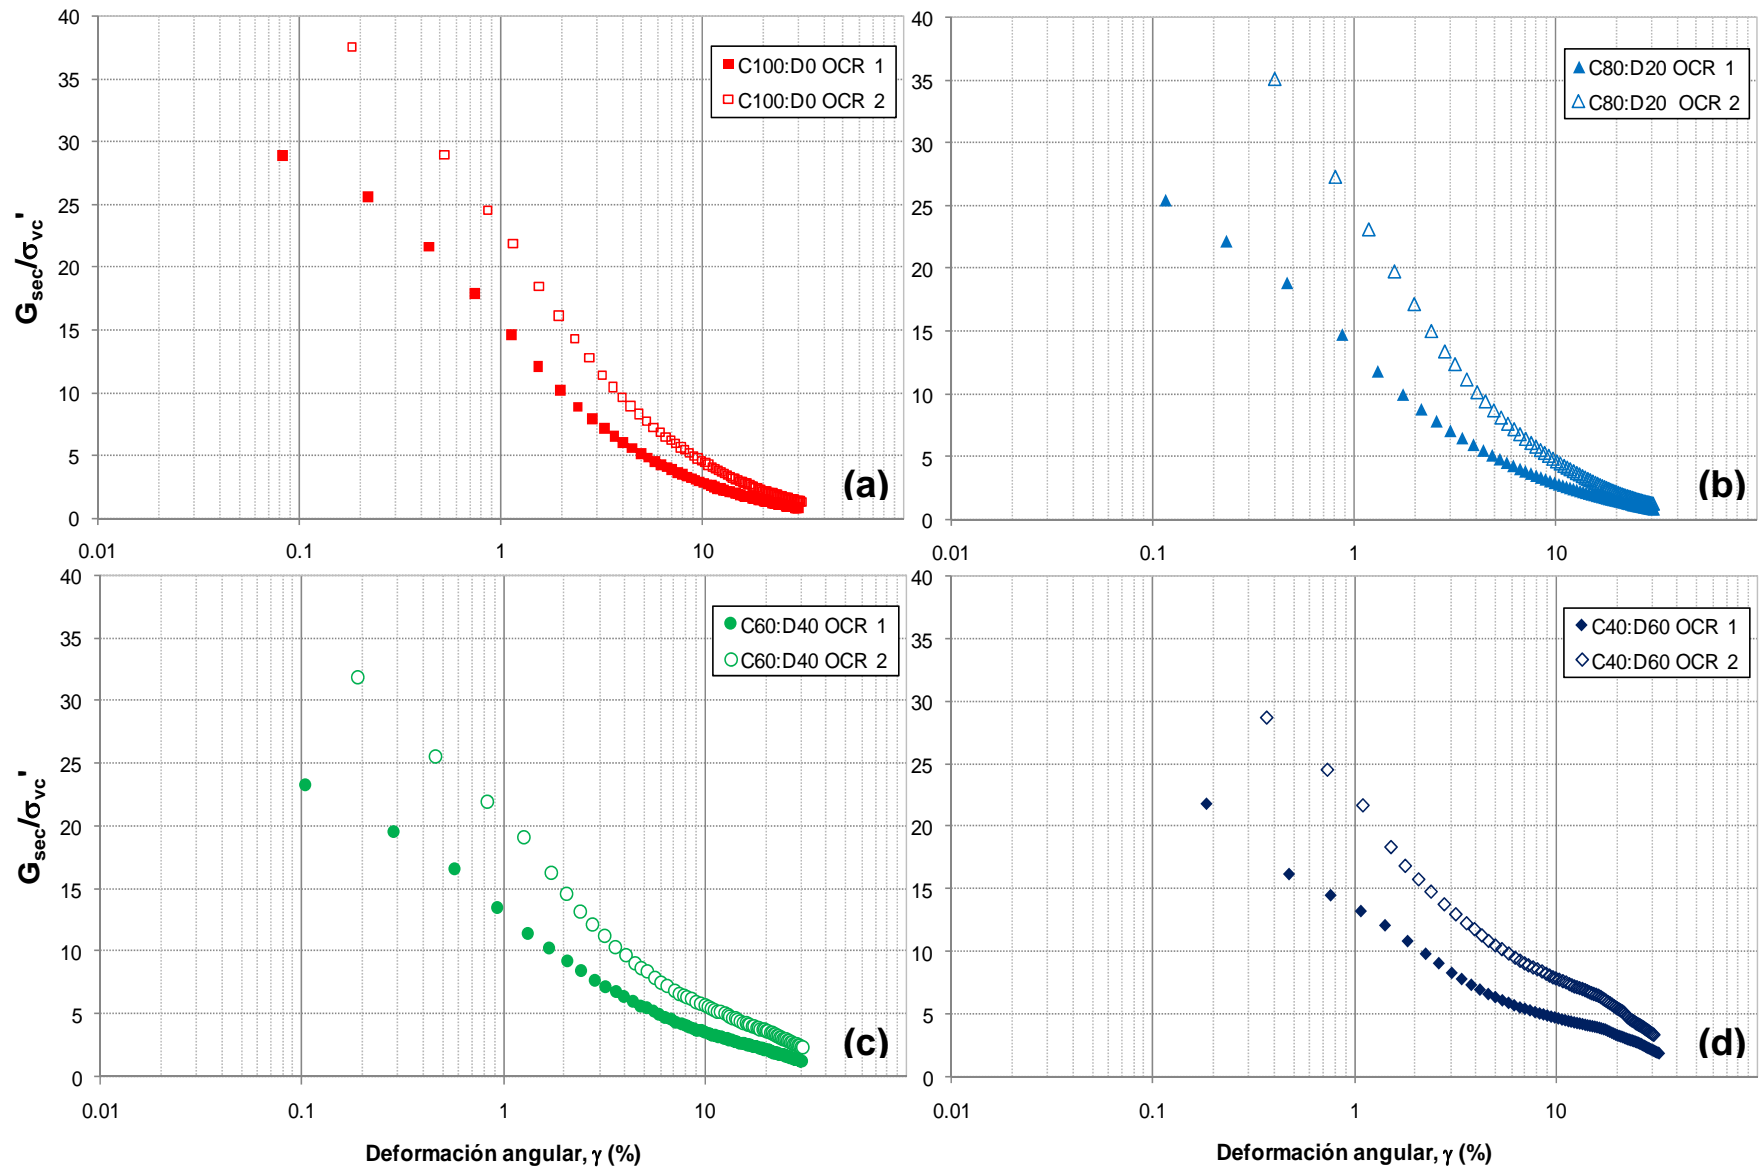 40
35
30
25
20
15
10
5
0
G_sec/σ_vc'
C100:D0 OCR 1
C100:D0 OCR 2
(a)
0.01 0.1 1 10
40
35
30
25
20
15
10
5
0
C80:D20 OCR 1
C80:D20 OCR 2
(b)
0.01 0.1 1 10
40
35
30
25
20
15
10
5
0
G_sec/σ_vc'
C60:D40 OCR 1
C60:D40 OCR 2
(c)
0.01 0.1 1 10
Deformación angular, γ (%)
40
35
30
25
20
15
10
5
0
C40:D60 OCR 1
C40:D60 OCR 2
(d)
0.01 0.1 1 10
Deformación angular, γ (%)